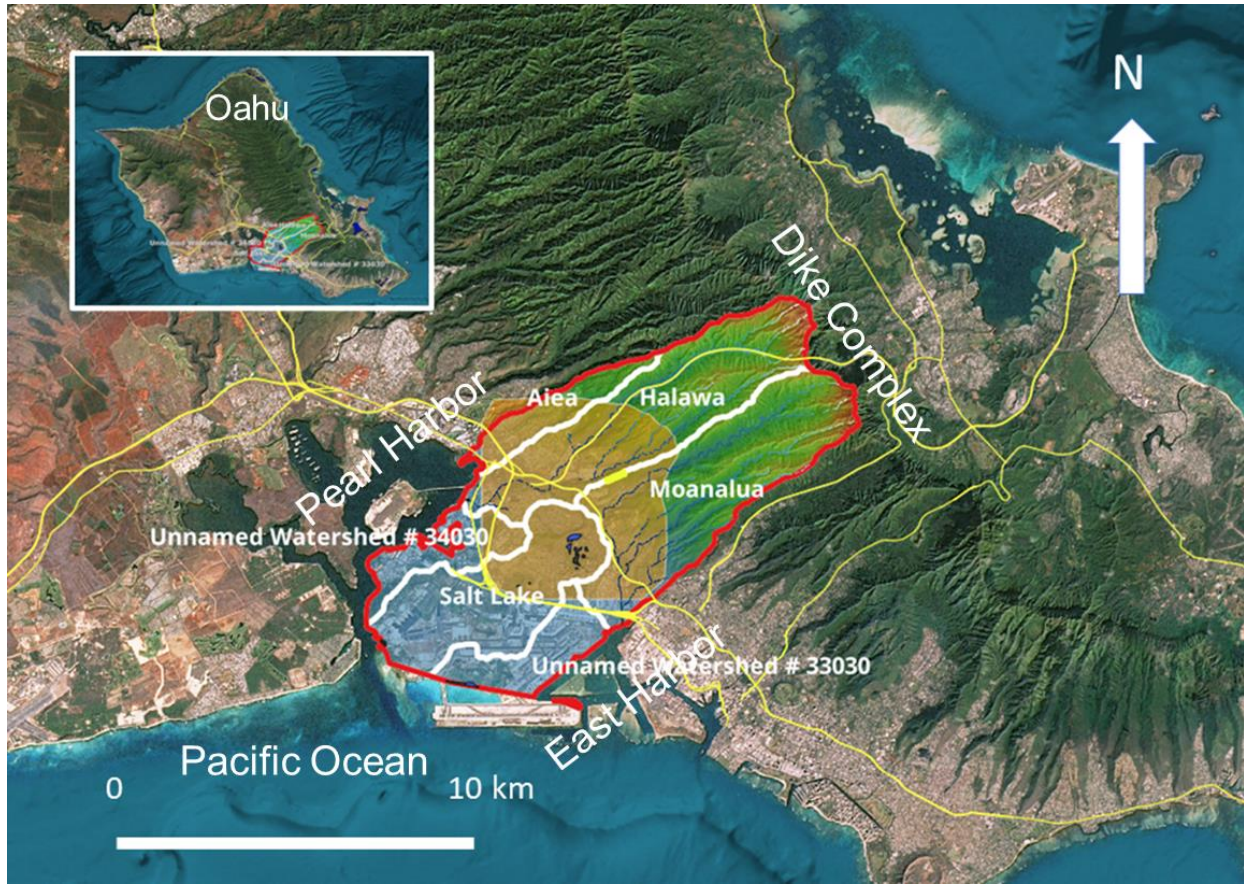 Oahu
N
Dike Complex
Aiea
Halawa
Pearl Harbor
Moanalua
Unnamed Watershed # 34030
Salt Lake
Unnamed Watershed # 33030
East Harbor
Pacific Ocean
0
10 km